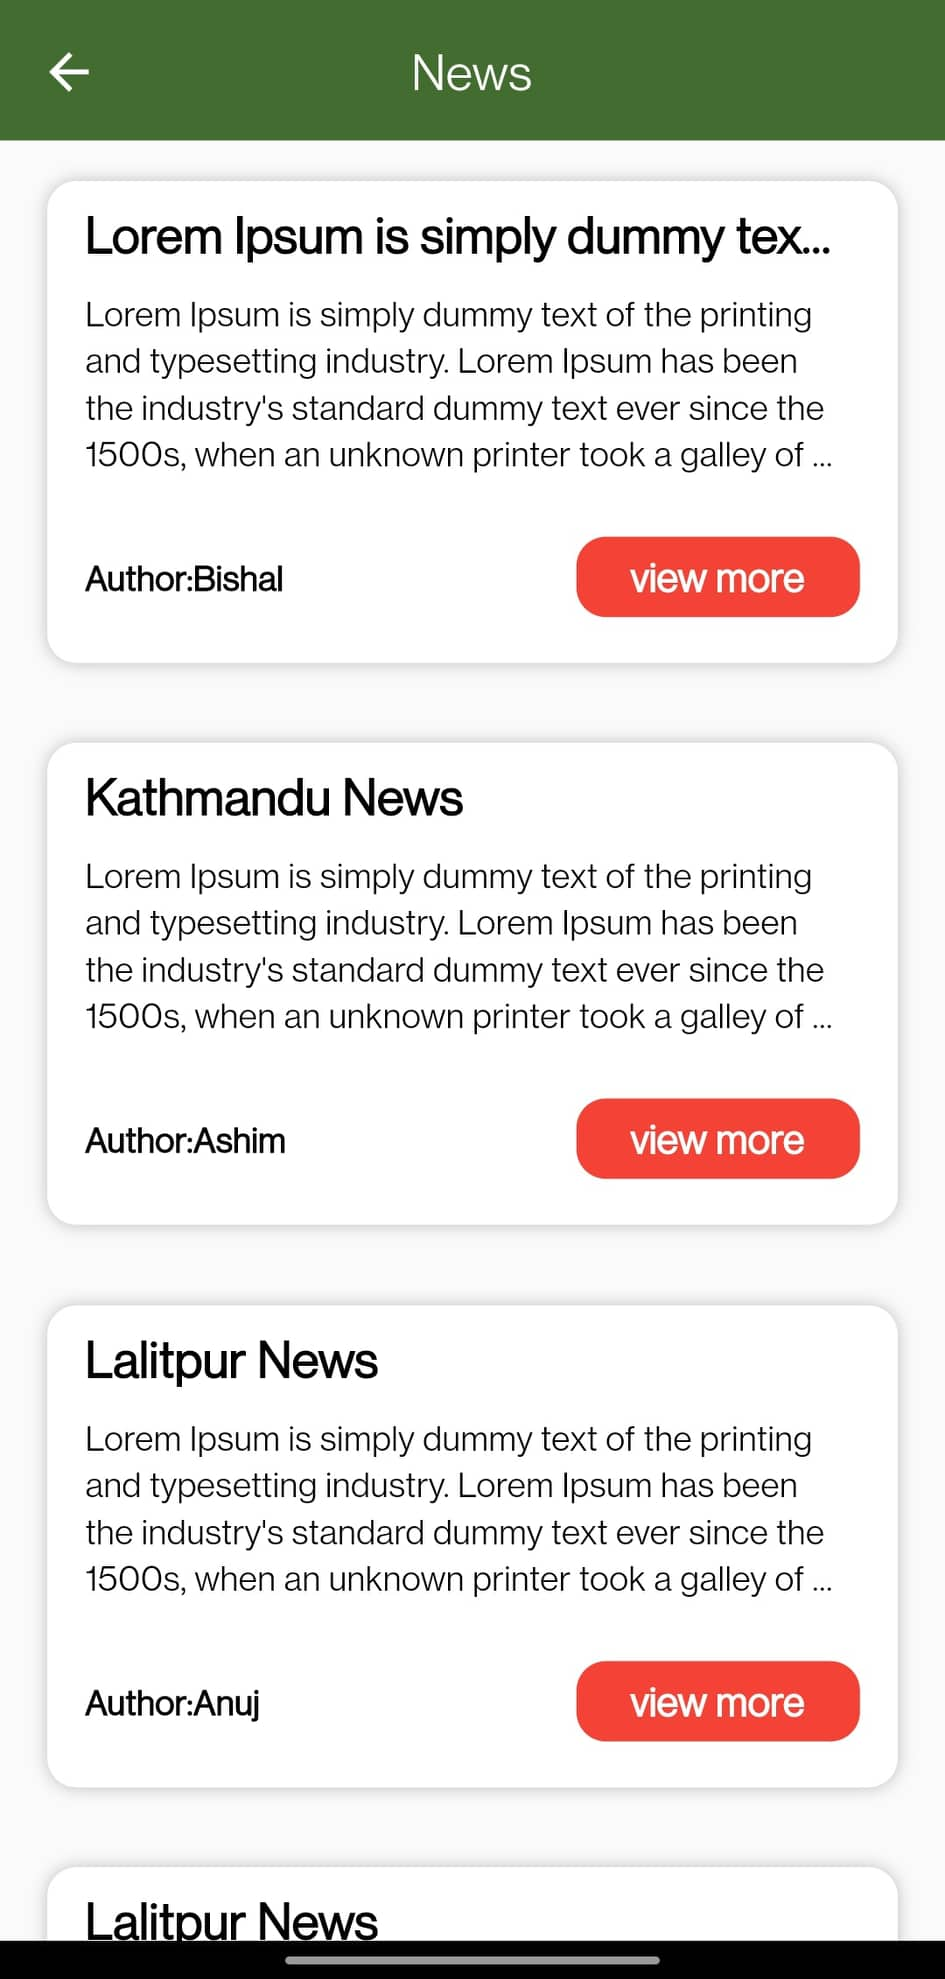 News
Lorem Ipsum is simply dummy tex...
Lorem Ipsum is simply dummy text of the printing
and typesetting industry. Lorem Ipsum has been
the industry's standard dummy text ever since the
1500s, when an unknown printer took a galley of ...
Author:Bishal
view more
Kathmandu News
Lorem Ipsum is simply dummy text of the printing
and typesetting industry. Lorem Ipsum has been
the industry's standard dummy text ever since the
1500s, when an unknown printer took a galley of ...
Author:Ashim
view more
Lalitpur News
Lorem Ipsum is simply dummy text of the printing
and typesetting industry. Lorem Ipsum has been
the industry's standard dummy text ever since the
1500s, when an unknown printer took a galley of ...
Author:Anuj
view more
Lalitpur News